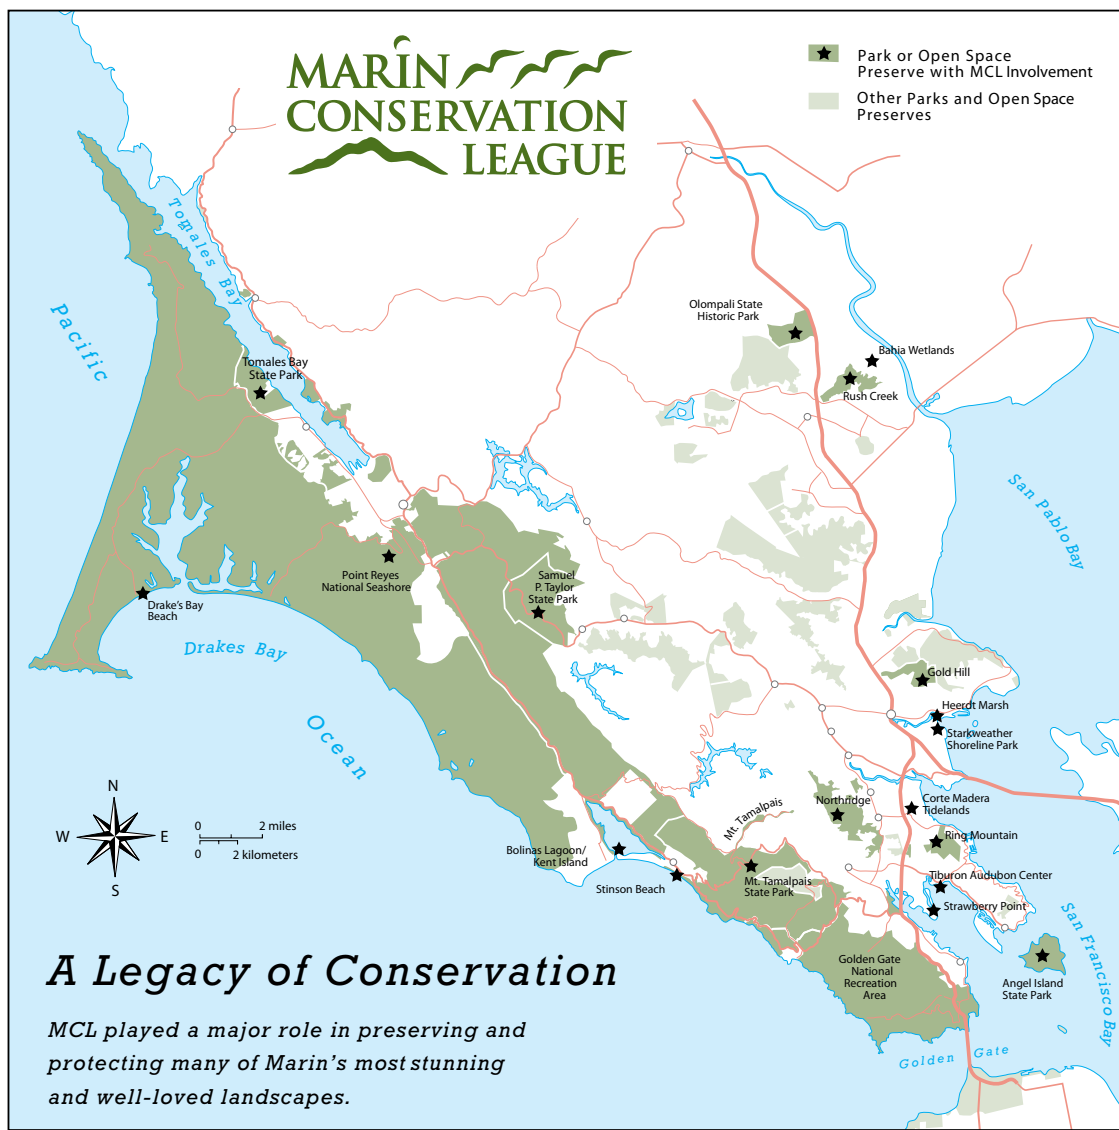 MARIN
CONSERVATION
LEAGUE
Park or Open Space
Preserve with MCL Involvement
Other Parks and Open Space
Preserves
Tomales Bay
Pacific
Olompali State
Historic Park
Bahia Wetlands
Rush Creek
Tomales Bay
State Park
San Pablo Bay
Point Reyes
National Seashore
Samuel
P. Taylor
State Park
Drake's Bay
Beach
Drakes Bay
Gold Hill
Heerdt Marsh
Starkweather
Shoreline Park
Ocean
N
W
E
S
0
2 miles
0
2 kilometers
Mt. Tamalpais
Northridge
Corte Madera
Tidelands
Ring Mountain
Bolinas Lagoon/
Kent Island
Stinson Beach
Mt. Tamalpais
State Park
Tiburon Audubon Center
Strawberry Point
San Francisco Bay
Golden Gate
National
Recreation
Area
Angel Island
State Park
Golden Gate
A Legacy of Conservation
MCL played a major role in preserving and
protecting many of Marin's most stunning
and well-loved landscapes.